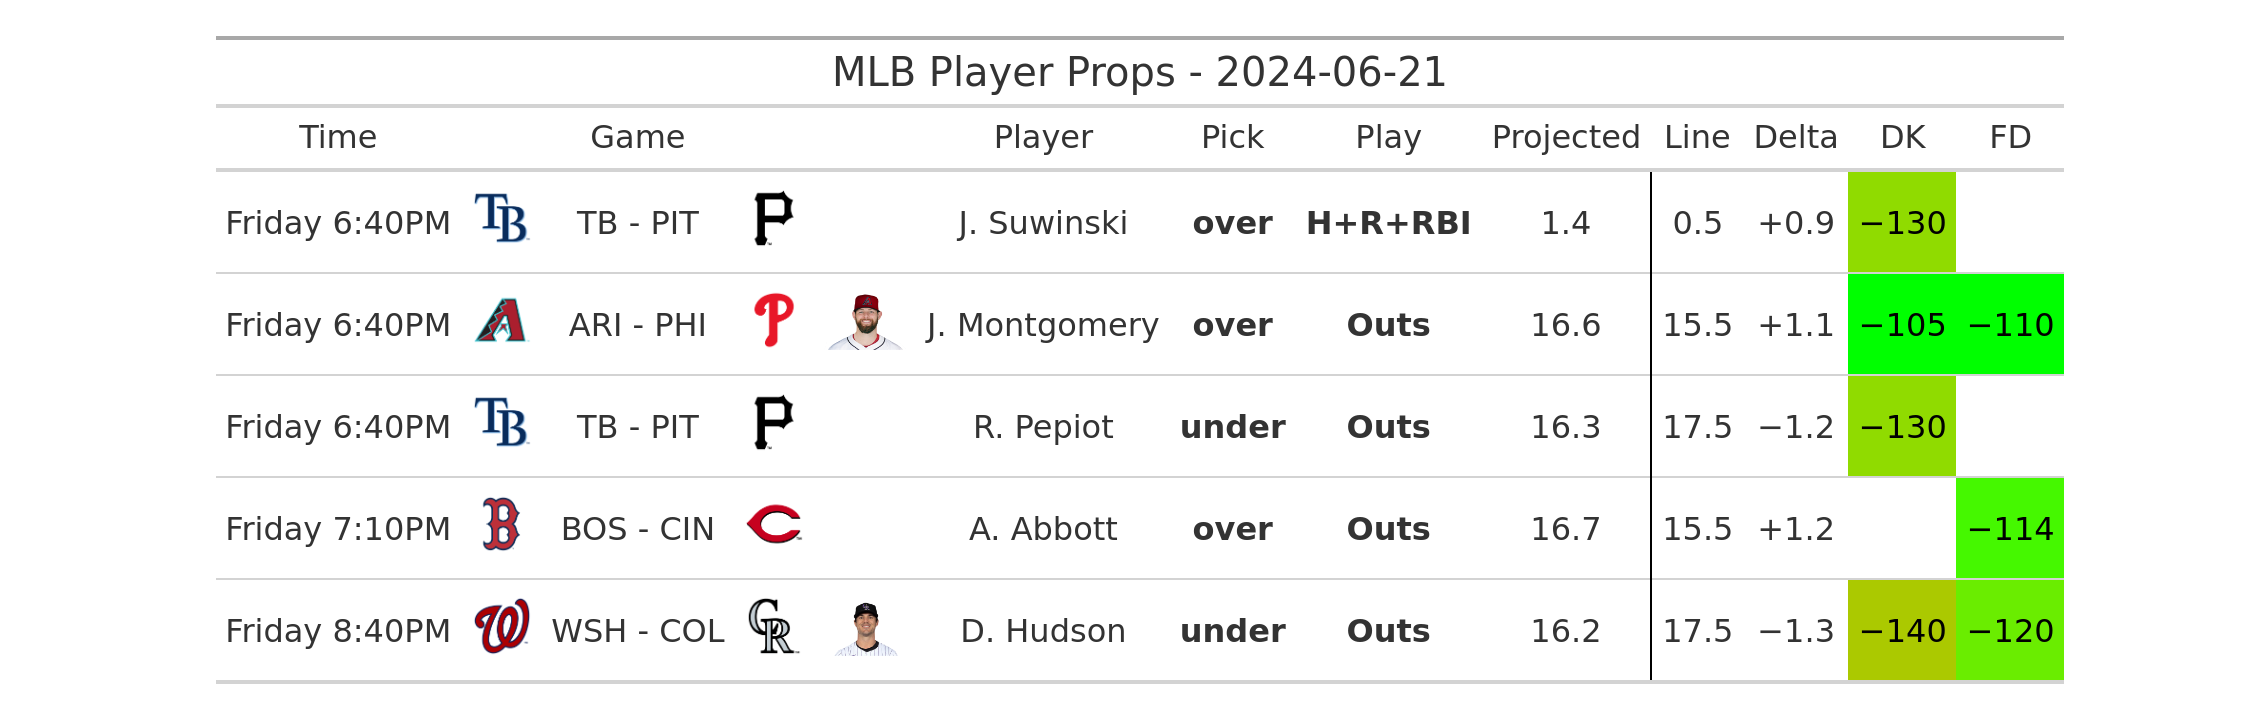 MLB Player Props - 2024-06-21
Time Game Player Pick Play Projected Line Delta DK FD
Friday 6:40PM TB TB - PIT P J. Suwinski over H+R+RBI 1.4 0.5 +0.9 −130
Friday 6:40PM A ARI - PHI P J. Montgomery over Outs 16.6 15.5 +1.1 −105 −110
Friday 6:40PM TB TB - PIT P R. Pepiot under Outs 16.3 17.5 −1.2 −130
Friday 7:10PM B BOS - CIN C A. Abbott over Outs 16.7 15.5 +1.2 −114
Friday 8:40PM W WSH - COL CR D. Hudson under Outs 16.2 17.5 −1.3 −140 −120